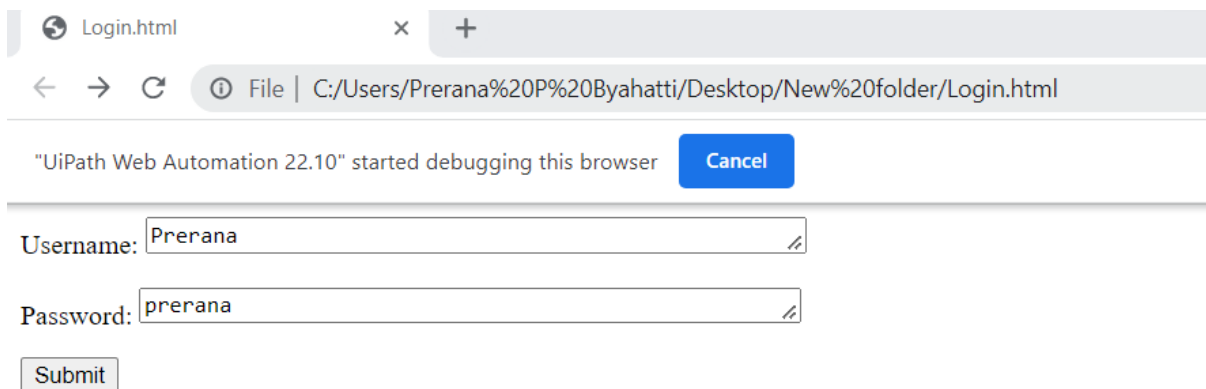 Login.html
File | C:/Users/Prerana%20P%20Byahatti/Desktop/New%20folder/Login.html
"UiPath Web Automation 22.10" started debugging this browser Cancel
Username: Prerana
Password: prerana
Submit